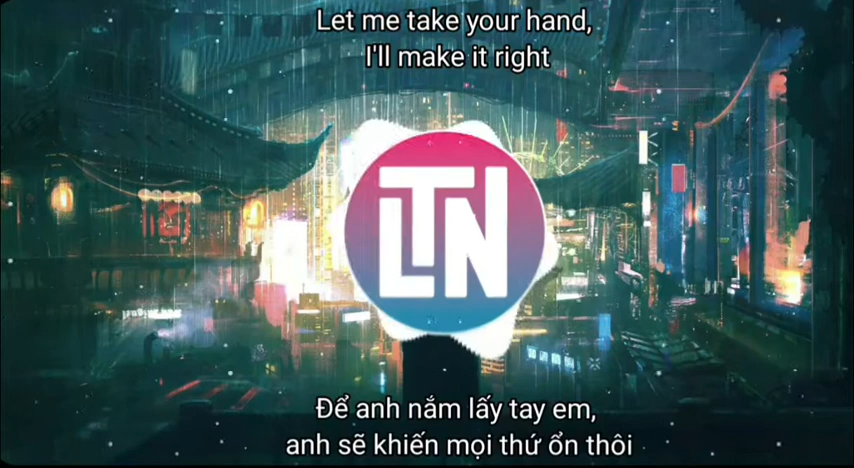 Let me take your hand,
I'll make it right
LTN
Để anh nắm lấy tay em,
anh sẽ khiến mọi thứ ổn thôi